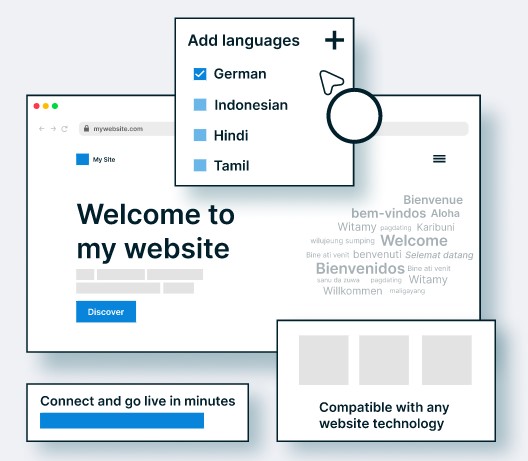 Add languages
German
Indonesian
Hindi
Tamil
mywebsite.com
My Site
Welcome to
my website
Discover
Bienvenue
bem-vindos Aloha
Witamy pagdating Karibuni
wilujeung sumping Welcome
Bine ati venit benvenuti Selamat datang
Bienvenidos Bine ati venit
sanu da zuwa pagdating Witamy
Willkommen maligayang
Connect and go live in minutes
Compatible with any
website technology